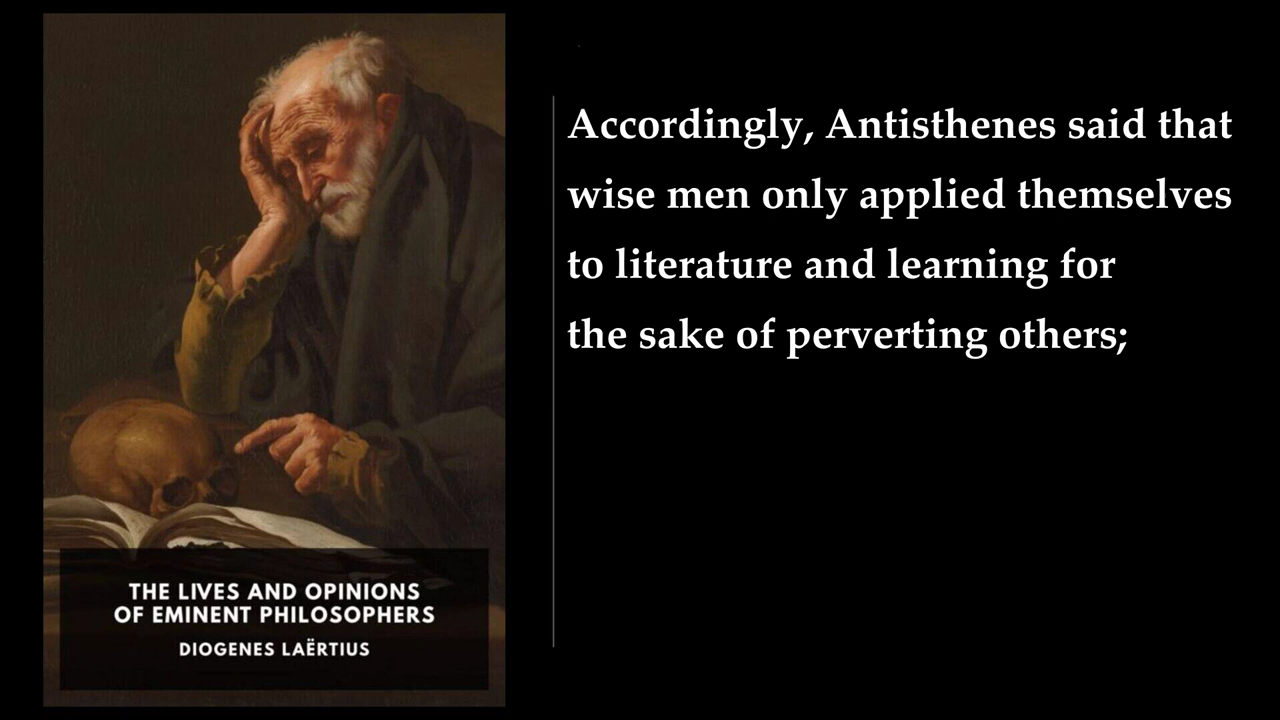 THE LIVES AND OPINIONS
OF EMINENT PHILOSOPHERS
DIOGENES LAËRTIUS
Accordingly, Antisthenes said that
wise men only applied themselves
to literature and learning for
the sake of perverting others;